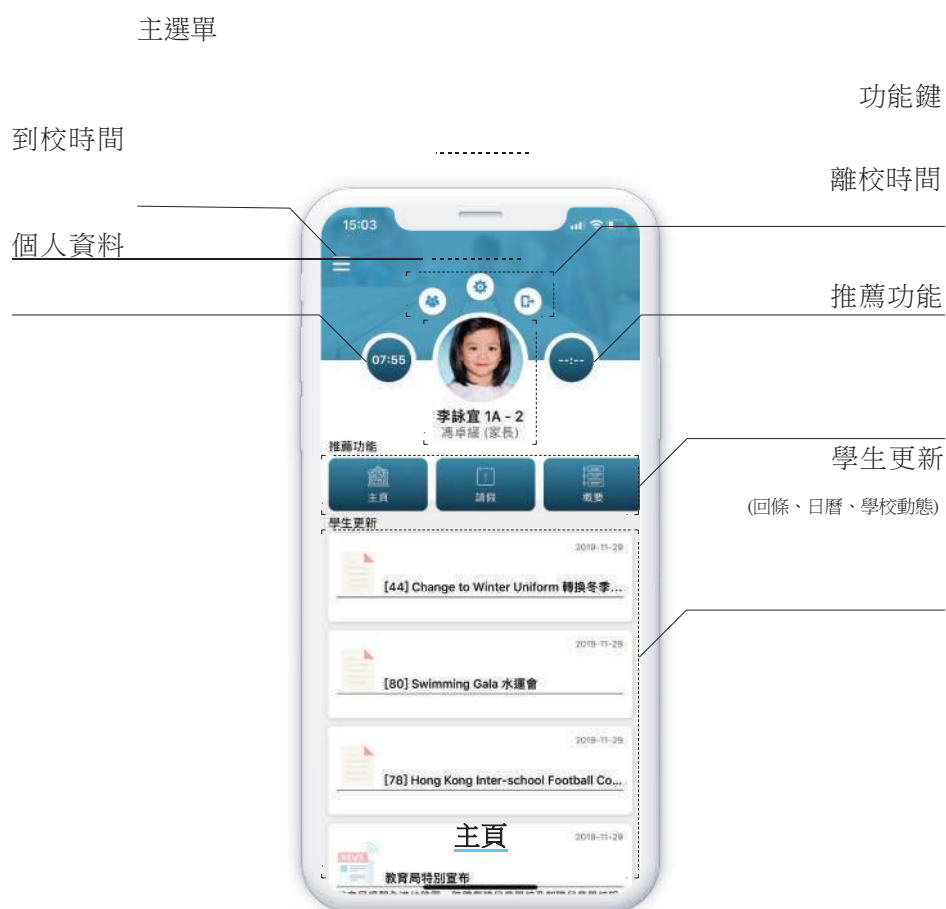 主選單
功能鍵
到校時間
離校時間
15:03
個人資料
推薦功能
07:55
--:--
李詠宜 1A - 2
馮卓緼 (家長)
推薦功能
主頁
請假
概要
學生更新
(回條、日曆、學校動態)
學生更新
2019-11-29
[44] Change to Winter Uniform 轉換冬季...
2019-11-29
[80] Swimming Gala 水運會
2019-11-29
[78] Hong Kong Inter-school Football Co...
主頁
2019-11-29
NEWS
教育局特別宣布